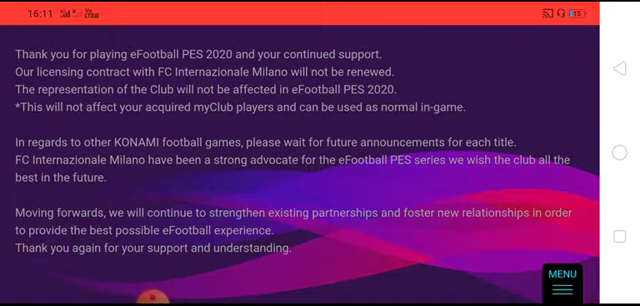 16:11
15
Thank you for playing eFootball PES 2020 and your continued support.
Our licensing contract with FC Internazionale Milano will not be renewed.
The representation of the Club will not be affected in eFootball PES 2020.
*This will not affect your acquired myClub players and can be used as normal in-game.
In regards to other KONAMI football games, please wait for future announcements for each title.
FC Internazionale Milano have been a strong advocate for the eFootball PES series we wish the club all the
best in the future.
Moving forwards, we will continue to strengthen existing partnerships and foster new relationships in order
to provide the best possible eFootball experience.
Thank you again for your support and understanding.
MENU